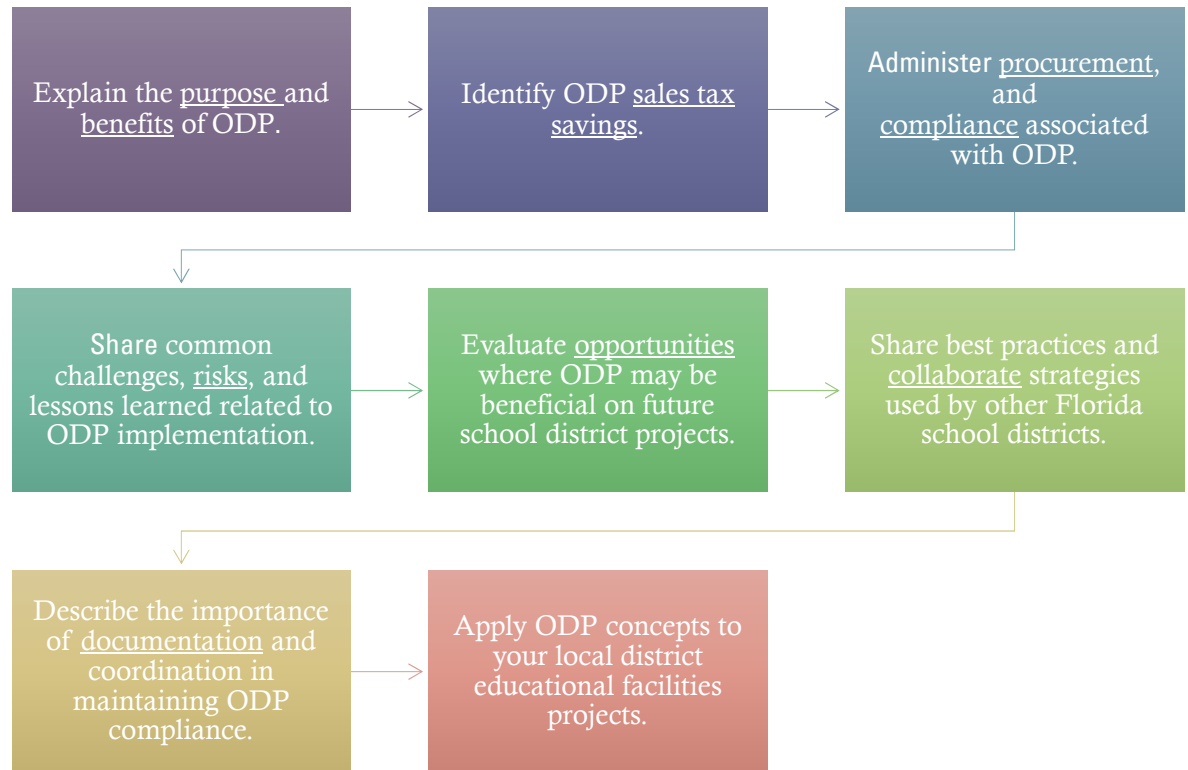 Explain the purpose and
benefits of ODP.
Identify ODP sales tax
savings.
Administer procurement,
and
compliance associated
with ODP.
Share common
challenges, risks, and
lessons learned related to
ODP implementation.
Evaluate opportunities
where ODP may be
beneficial on future
school district projects.
Share best practices and
collaborate strategies
used by other Florida
school districts.
Describe the importance
of documentation and
coordination in
maintaining ODP
compliance.
Apply ODP concepts to
your local district
educational facilities
projects.